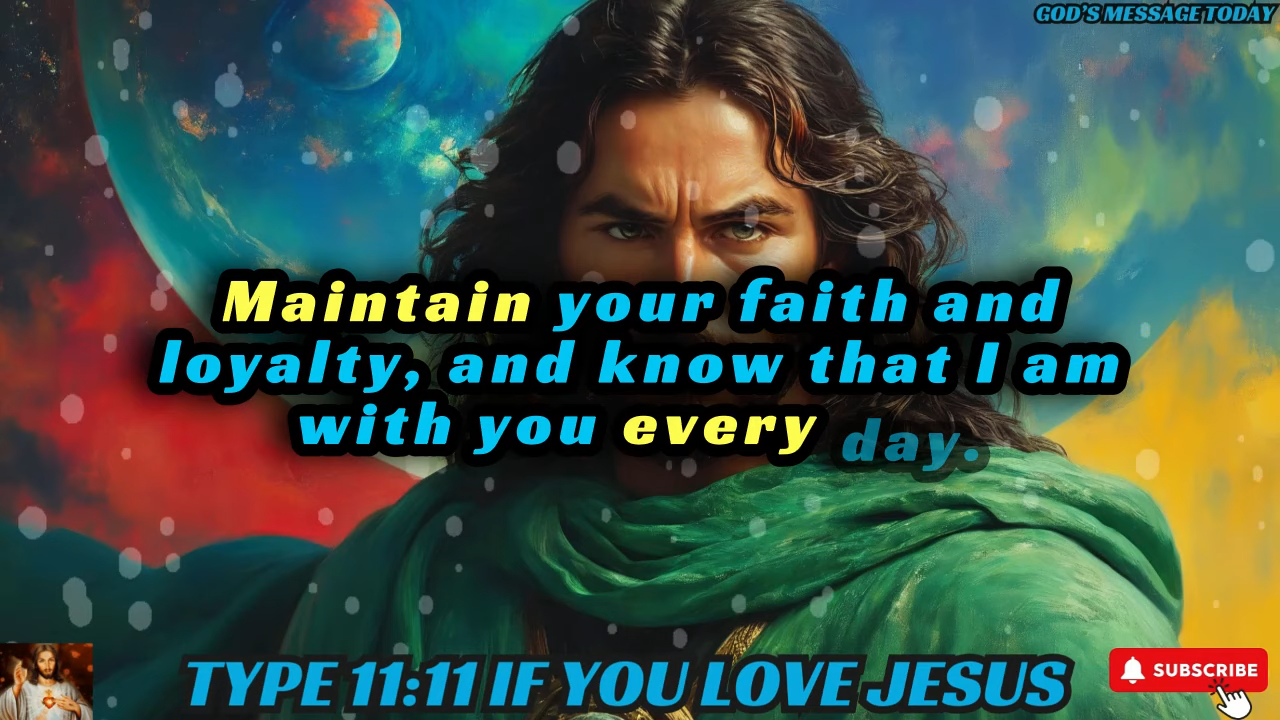 GOD'S MESSAGE TODAY
Maintain your faith and
loyalty, and know that I am
with you every day.
TYPE 11:11 IF YOU LOVE JESUS
SUBSCRIBE